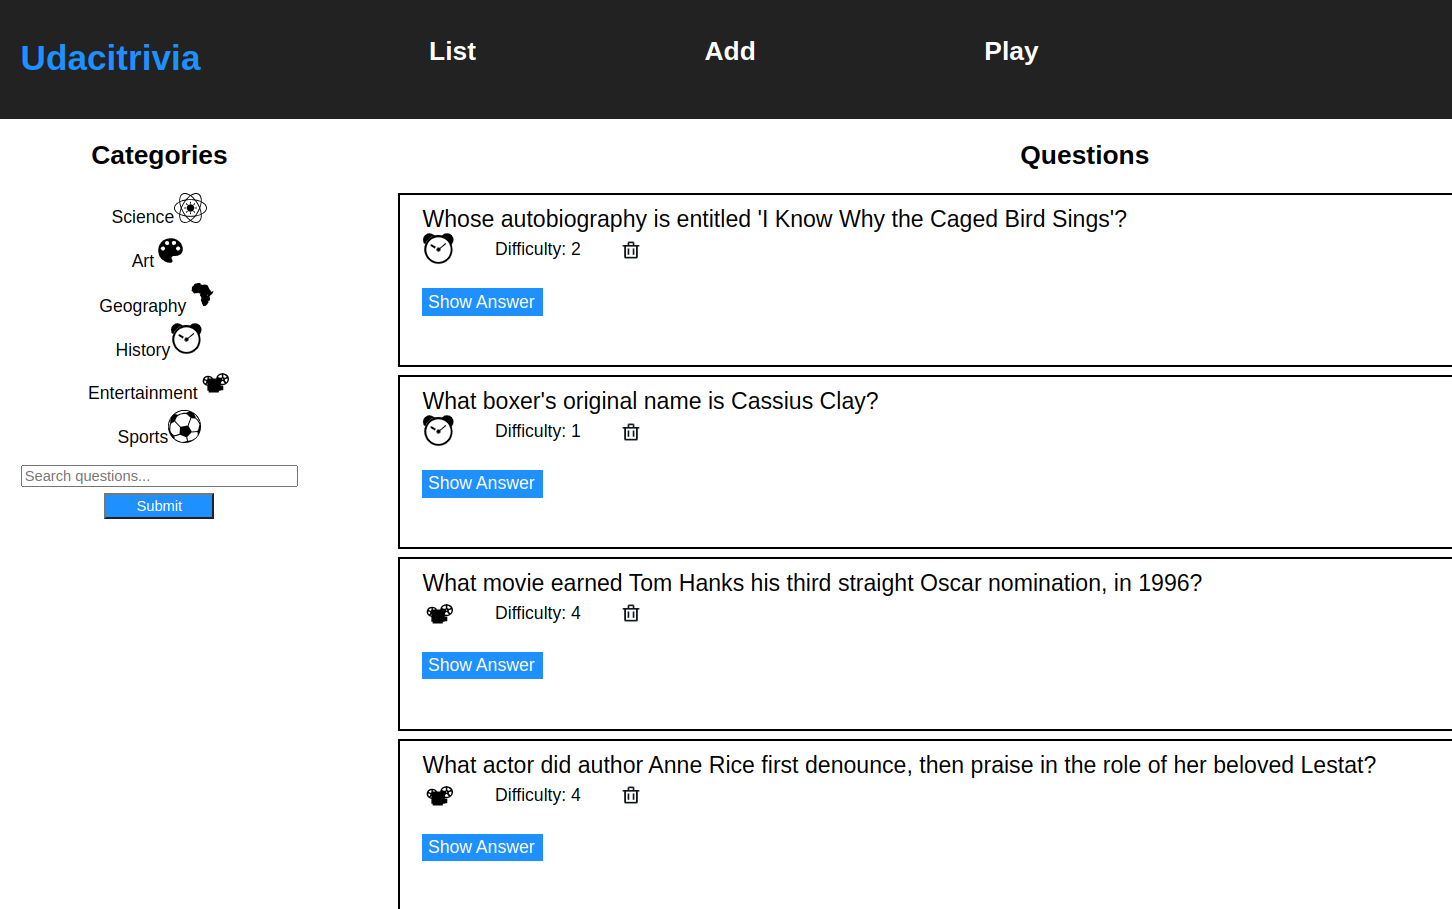 Udacitrivia
List
Add
Play
Categories
Science
Art
Geography
History
Entertainment
Sports
Search questions...
Submit
Questions
Whose autobiography is entitled 'I Know Why the Caged Bird Sings'?
Difficulty: 2
Show Answer
What boxer's original name is Cassius Clay?
Difficulty: 1
Show Answer
What movie earned Tom Hanks his third straight Oscar nomination, in 1996?
Difficulty: 4
Show Answer
What actor did author Anne Rice first denounce, then praise in the role of her beloved Lestat?
Difficulty: 4
Show Answer